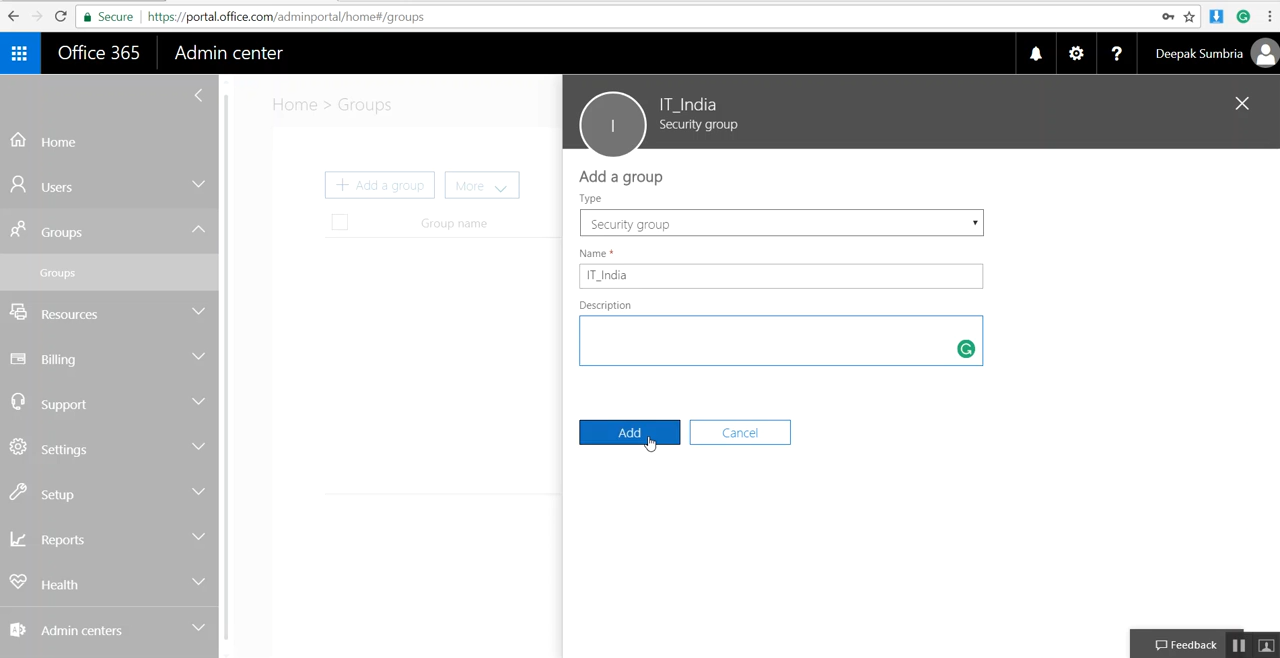 Secure https://portal.office.com/adminportal/home#/groups
Office 365 Admin center ? Deepak Sumbria
Home > Groups
Home
Users
Groups
Groups
Resources
Billing
Support
Settings
Setup
Reports
Health
Admin centers
+ Add a group More
Group name
I
IT_India
Security group
Add a group
Type
Security group
Name *
IT_India
Description
Add Cancel
Feedback